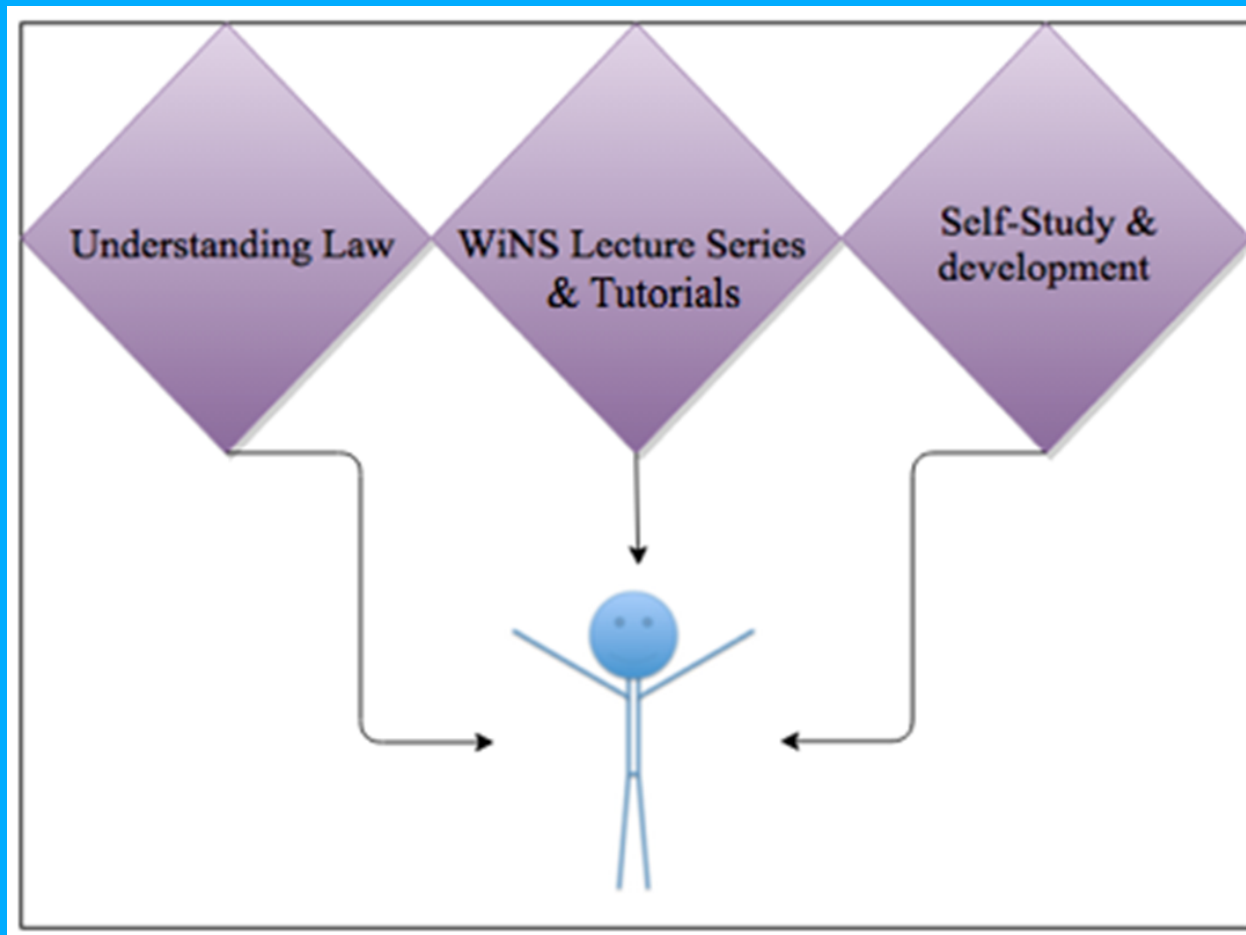 Understanding Law
WiNS Lecture Series
& Tutorials
Self-Study &
development